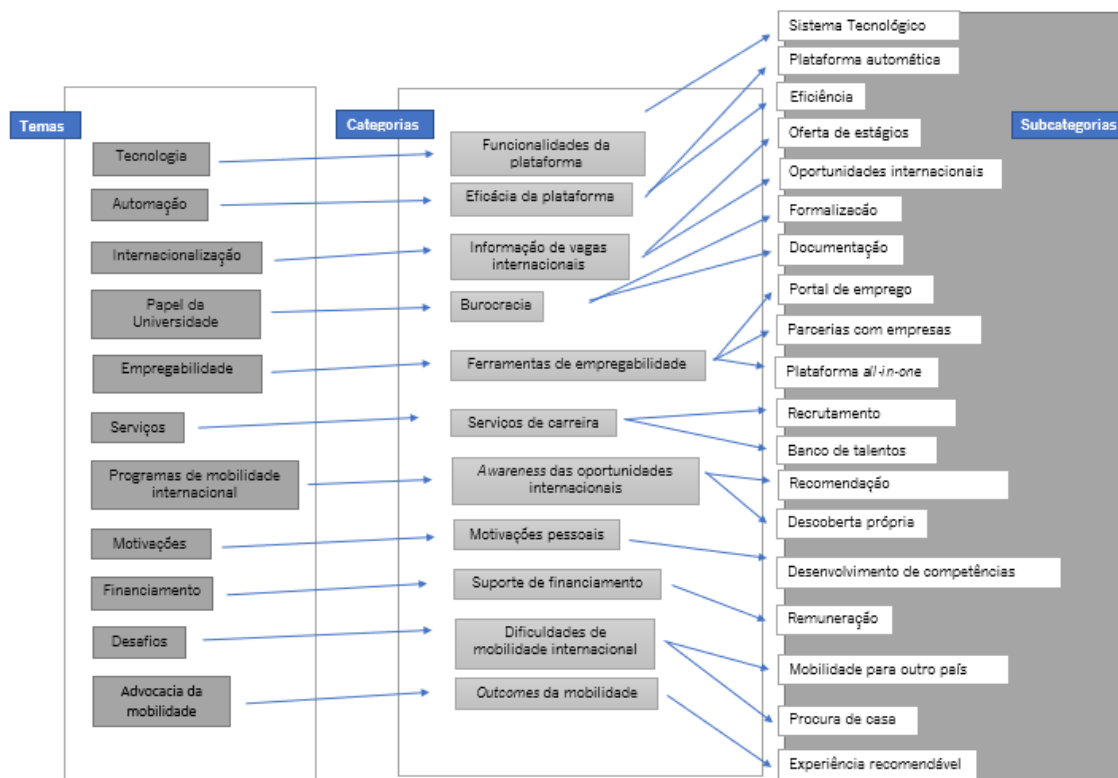 Temas
Tecnologia
Automação
Internacionalização
Papel da
Universidade
Empregabilidade
Serviços
Programas de mobilidade
internacional
Motivações
Financiamento
Desafios
Advocacia da
mobilidade
Categorias
Funcionalidades da
plataforma
Eficácia da plataforma
Informação de vagas
internacionais
Burocracia
Ferramentas de empregabilidade
Serviços de carreira
Awareness das oportunidades
internacionais
Motivações pessoais
Suporte de financiamento
Dificuldades de
mobilidade internacional
Outcomes da mobilidade
Subcategorias
Sistema Tecnológico
Plataforma automática
Eficiência
Oferta de estágios
Oportunidades internacionais
Formalizacão
Documentação
Portal de emprego
Parcerias com empresas
Plataforma all-in-one
Recrutamento
Banco de talentos
Recomendação
Descoberta própria
Desenvolvimento de competências
Remuneração
Mobilidade para outro país
Procura de casa
Experiência recomendável